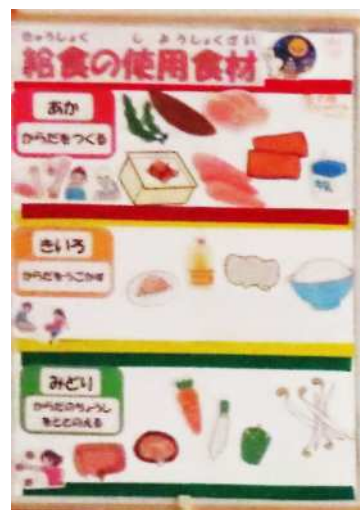 きゅうしょく しようしょくざい
給食の使用食材
あか
からだをつくる
きいろ
からだをうごかす
みどり
からだのちょうし
をととのえる